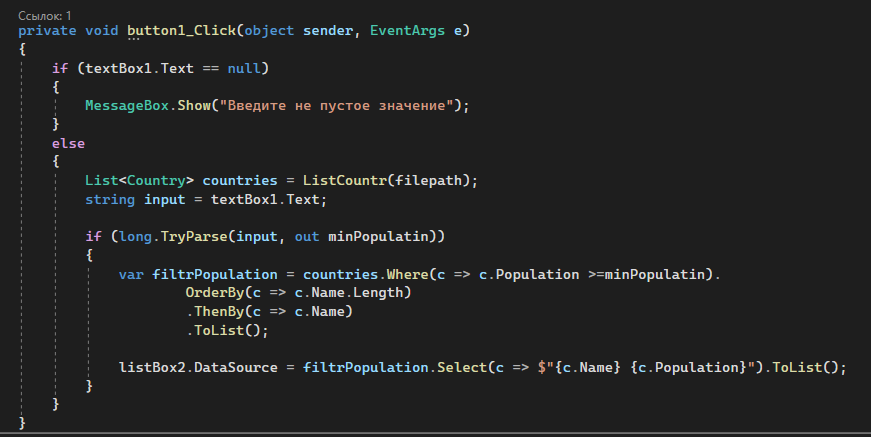 Ссылок: 1
private void button1_Click(object sender, EventArgs e)
{
    if (textBox1.Text == null)
    {
        MessageBox.Show("Введите не пустое значение");
    }
    else
    {
        List<Country> countries = ListCountr(filepath);
        string input = textBox1.Text;

        if (long.TryParse(input, out minPopulatin))
        {
            var filtrPopulation = countries.Where(c => c.Population >=minPopulatin).
                    OrderBy(c => c.Name.Length)
                    .ThenBy(c => c.Name)
                    .ToList();

            listBox2.DataSource = filtrPopulation.Select(c => $"{c.Name} {c.Population}").ToList();
        }
    }
}